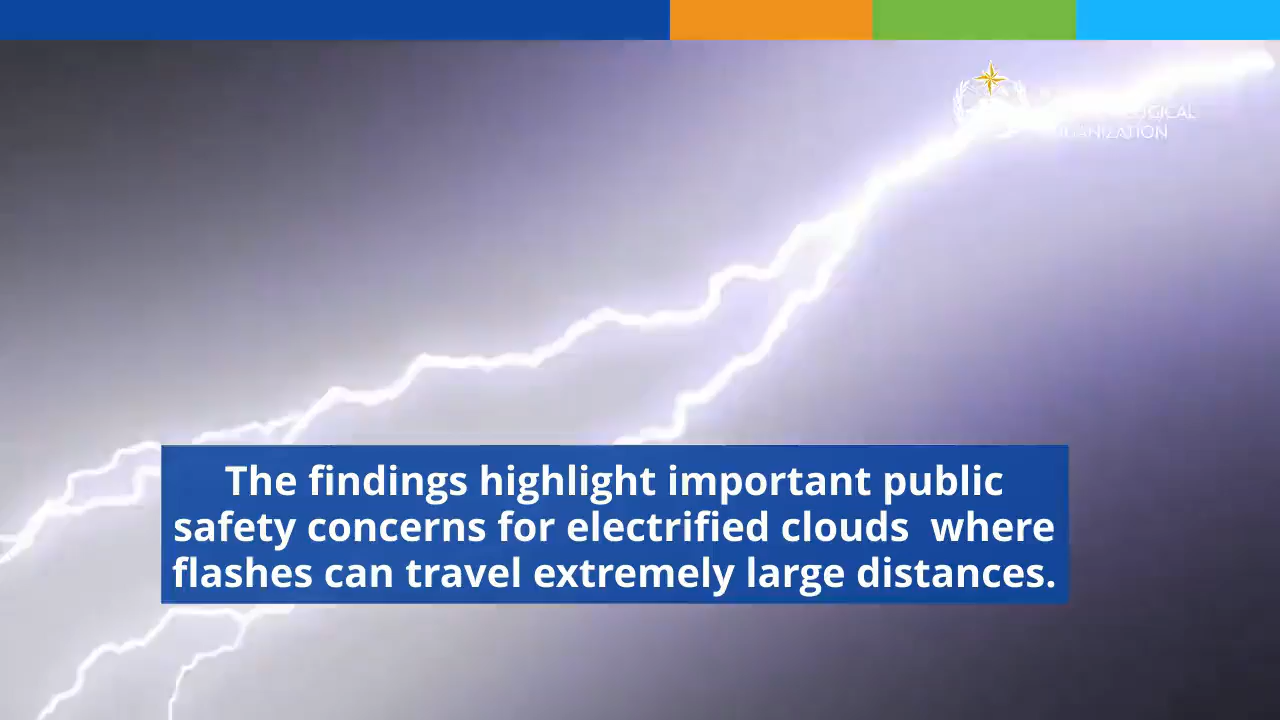 The findings highlight important public
safety concerns for electrified clouds  where
flashes can travel extremely large distances.